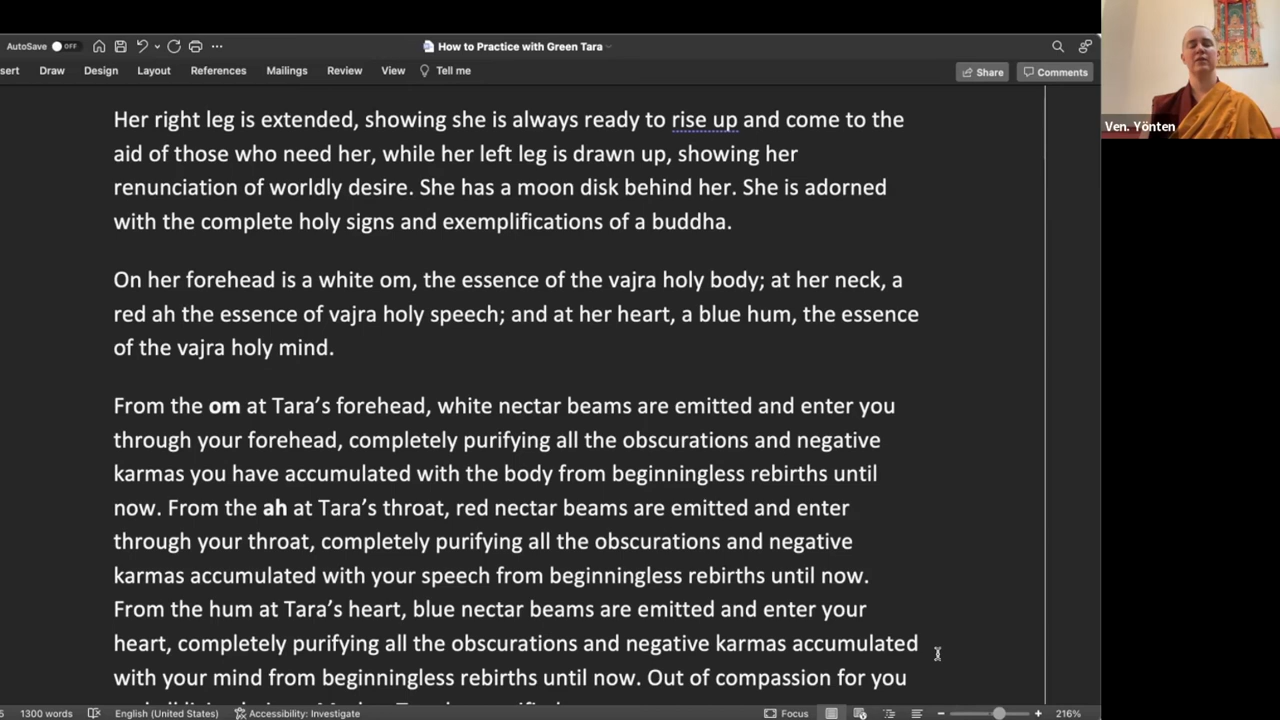 AutoSave OFF
How to Practice with Green Tara
sert Draw Design Layout References Mailings Review View Tell me
Share Comments
Ven. Yönten
Her right leg is extended, showing she is always ready to rise up and come to the
aid of those who need her, while her left leg is drawn up, showing her
renunciation of worldly desire. She has a moon disk behind her. She is adorned
with the complete holy signs and exemplifications of a buddha.
On her forehead is a white om, the essence of the vajra holy body; at her neck, a
red ah the essence of vajra holy speech; and at her heart, a blue hum, the essence
of the vajra holy mind.
From the om at Tara's forehead, white nectar beams are emitted and enter you
through your forehead, completely purifying all the obscurations and negative
karmas you have accumulated with the body from beginningless rebirths until
now. From the ah at Tara's throat, red nectar beams are emitted and enter
through your throat, completely purifying all the obscurations and negative
karmas accumulated with your speech from beginningless rebirths until now.
From the hum at Tara's heart, blue nectar beams are emitted and enter your
heart, completely purifying all the obscurations and negative karmas accumulated
with your mind from beginningless rebirths until now. Out of compassion for you
5 1300 words English (United States) Accessibility: Investigate Focus 216%